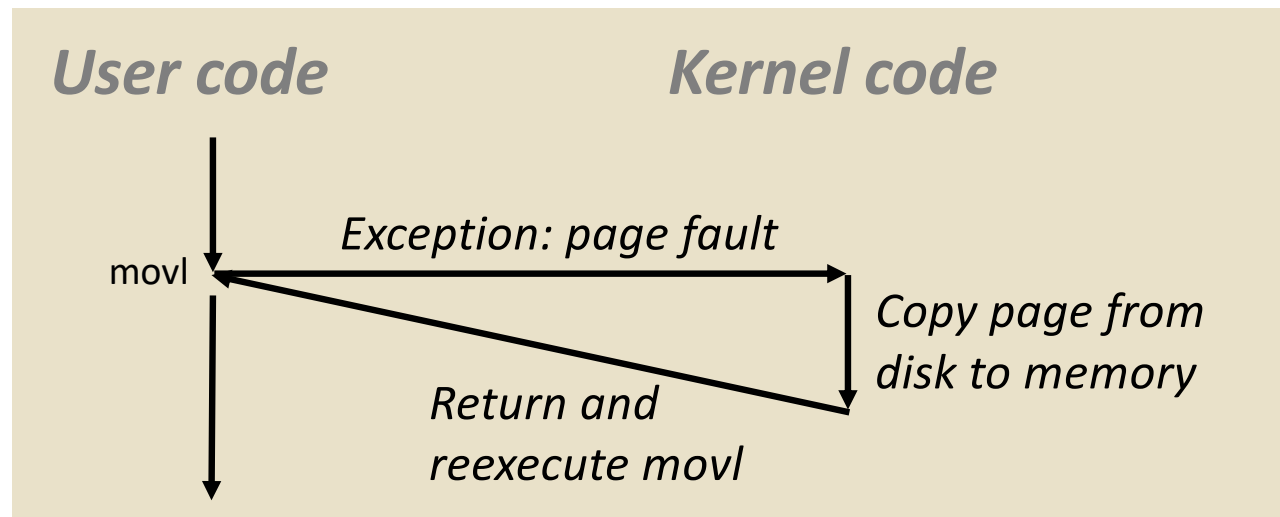 User code
Kernel code
Exception: page fault
movl
Copy page from
disk to memory
Return and
reexecute movl